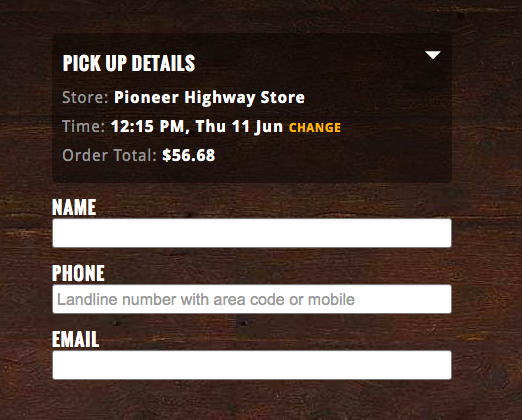 PICK UP DETAILS
Store: Pioneer Highway Store
Time: 12:15 PM, Thu 11 Jun CHANGE
Order Total: $56.68
NAME
PHONE
Landline number with area code or mobile
EMAIL